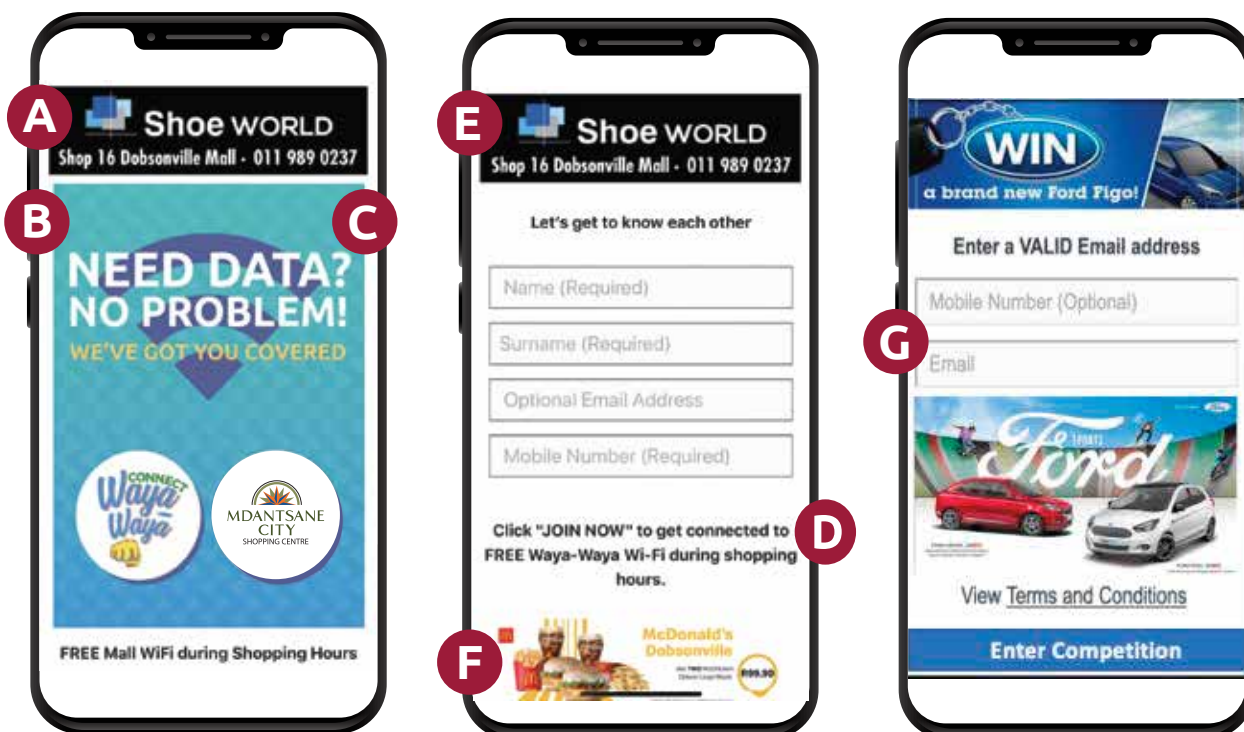 A
Shoe WORLD
Shop 16 Dobsonville Mall - 011 989 0237
B
C
NEED DATA?
NO PROBLEM!
WE'VE GOT YOU COVERED
CONNECT
Waya
Waya
MDANTSANE
CITY
SHOPPING CENTRE
FREE Mall WiFi during Shopping Hours
E
Shoe WORLD
Shop 16 Dobsonville Mall - 011 989 0237
Let's get to know each other
Name (Required)
Surname (Required)
Optional Email Address
Mobile Number (Required)
D
Click "JOIN NOW" to get connected to
FREE Waya-Waya Wi-Fi during shopping
hours.
F
McDonald's
Dobsonville
R99.90
WIN
a brand new Ford Figo!
Enter a VALID Email address
Mobile Number (Optional)
G
Email
Ford
View Terms and Conditions
Enter Competition